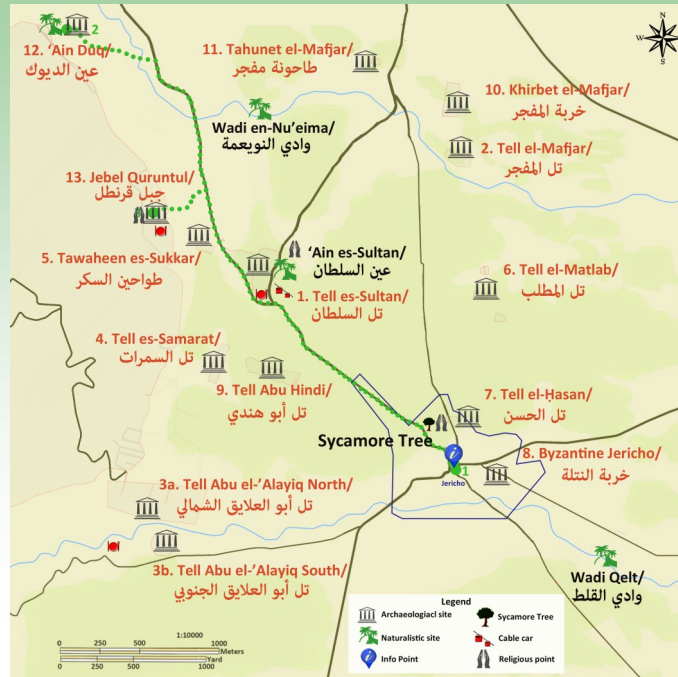 N
W
E
S
2
12. ‘Ain Duq/
عين الديوك
11. Tahunet el-Mafjar/
طاحونة مفجر
10. Khirbet el-Mafjar/
خربة المفجر
Wadi en-Nu’eima/
وادي النويعمة
2. Tell el-Mafjar/
تل المفجر
13. Jebel Quruntul/
جبل قرنطل
‘Ain es-Sultan/
عين السلطان
5. Tawaheen es-Sukkar/
طواحين السكر
6. Tell el-Matlab/
تل المطلب
1. Tell es-Sultan/
تل السلطان
4. Tell es-Samarat/
تل السمرات
9. Tell Abu Hindi/
تل أبو هندي
7. Tell el-Ḥasan/
تل الحسن
Sycamore Tree
8. Byzantine Jericho/
خربة النتلة
1
Jericho
3a. Tell Abu el-’Alayiq North/
تل أبو العلايق الشمالي
3b. Tell Abu el-’Alayiq South/
تل أبو العلايق الجنوبي
Wadi Qelt/
وادي القلط
1:10000
0 250 500 1000
Meters
Yard
0 250 500 1000
Legend
Archaeologiacl site
Sycamore Tree
Naturalistic site
Cable car
Info Point
Religious point